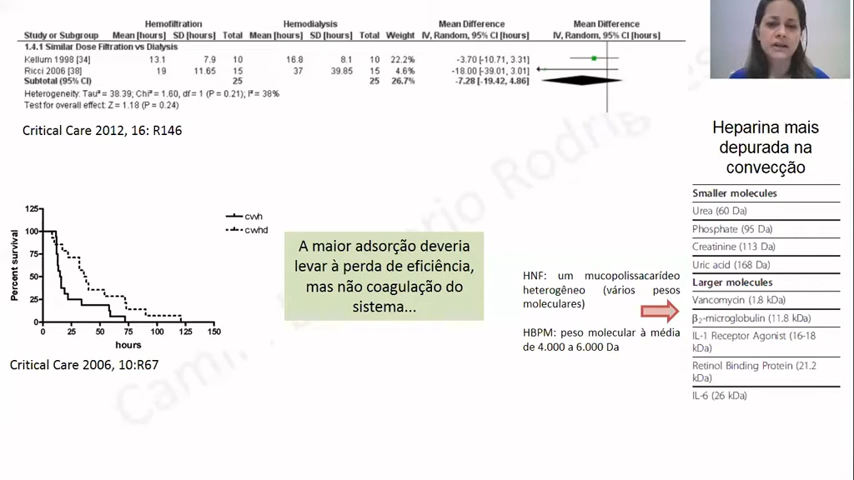 Hemofiltration Hemodialysis Mean Difference Mean Difference
Study or Subgroup Mean [hours] SD [hours] Total Mean [hours] SD [hours] Total Weight IV, Random, 95% CI [hours] IV, Random, 95% CI [hours]
1.4.1 Similar Dose Filtration vs Dialysis
Kellum 1998 [34] 13.1 7.9 10 16.8 8.1 10 22.2% -3.70 [-10.71, 3.31]
Ricci 2006 [38] 19 11.65 15 37 39.85 15 4.6% -18.00 [-39.01, 3.01]
Subtotal (95% CI) 25 25 26.7% -7.28 [-19.42, 4.86]
Heterogeneity: Tau² = 38.39; Chi² = 1.60, df = 1 (P = 0.21); I² = 38%
Test for overall effect: Z = 1.18 (P = 0.24)
Critical Care 2012, 16: R146
Heparina mais
depurada na
convecção
Smaller molecules
Urea (60 Da)
Phosphate (95 Da)
Creatinine (113 Da)
Uric acid (168 Da)
Larger molecules
Vancomycin (1.8 kDa)
β₂-microglobulin (11.8 kDa)
IL-1 Receptor Agonist (16-18
kDa)
Retinol Binding Protein (21.2
kDa)
IL-6 (26 kDa)
Percent survival
125
100
75
50
25
0
0 25 50 75 100 125 150
hours
cvvh
cvvhd
Critical Care 2006, 10:R67
A maior adsorção deveria
levar à perda de eficiência,
mas não coagulação do
sistema...
HNF: um mucopolissacarídeo
heterogêneo (vários pesos
moleculares)
HBPM: peso molecular à média
de 4.000 a 6.000 Da